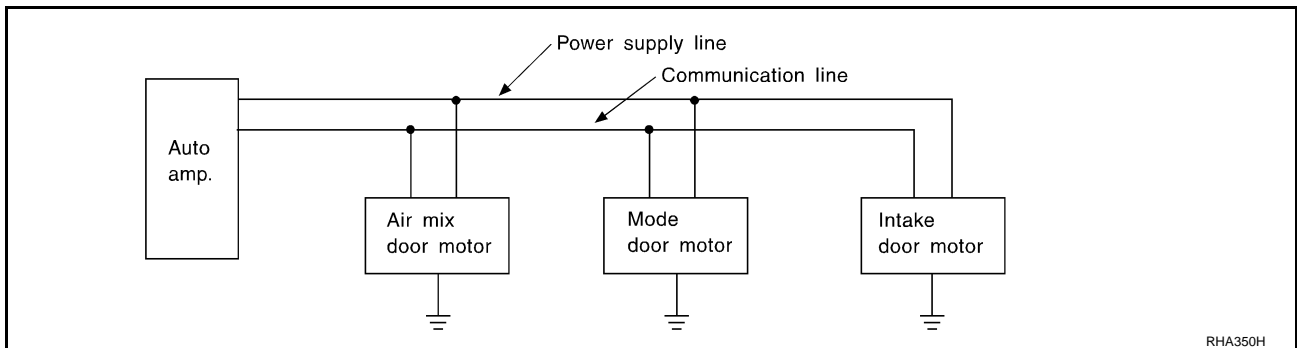 Power supply line
Communication line
Auto
amp.
Air mix
door motor
Mode
door motor
Intake
door motor
RHA350H